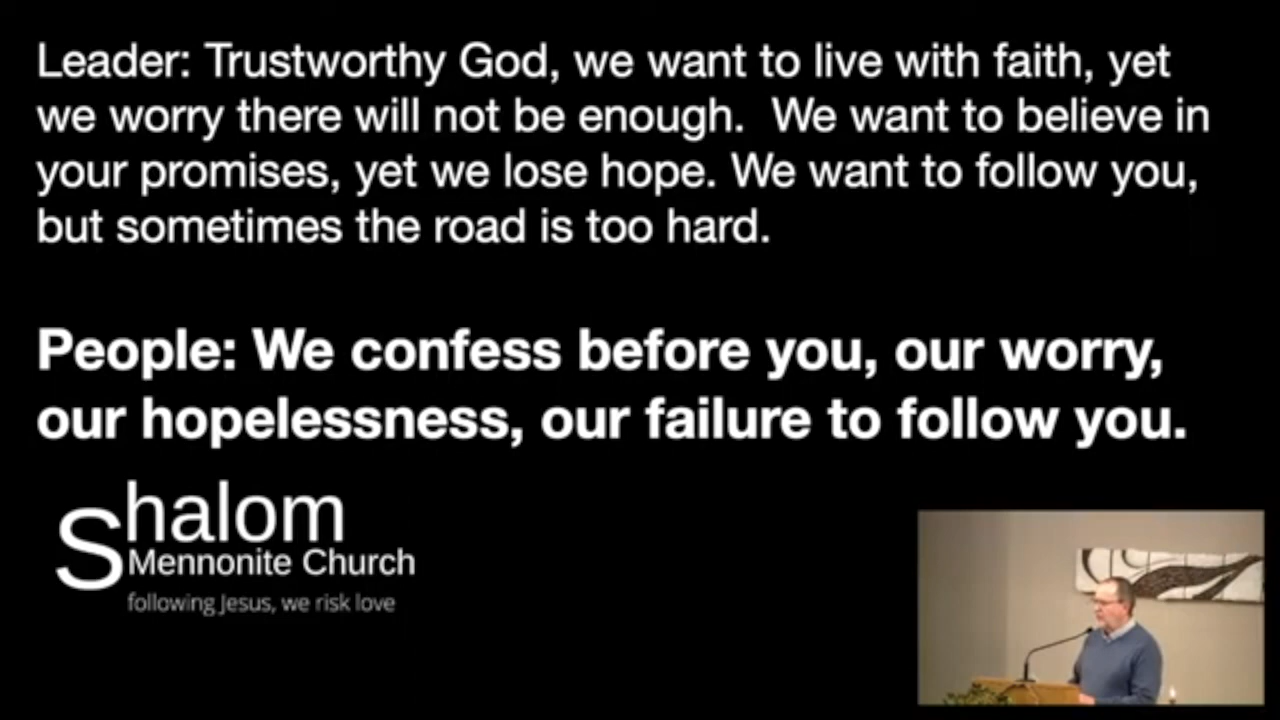 Leader: Trustworthy God, we want to live with faith, yet
we worry there will not be enough.  We want to believe in
your promises, yet we lose hope. We want to follow you,
but sometimes the road is too hard.
People: We confess before you, our worry,
our hopelessness, our failure to follow you.
Shalom
Mennonite Church
following Jesus, we risk love